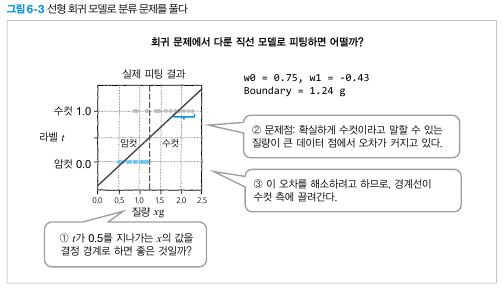 그림 6-3 선형 회귀 모델로 분류 문제를 풀다
회귀 문제에서 다룬 직선 모델로 피팅하면 어떨까?
실제 피팅 결과
w0 = 0.75, w1 = -0.43
Boundary = 1.24 g
수컷 1.0
라벨 t
암컷 수컷
암컷 0.0
0.0 0.5 1.0 1.5 2.0 2.5
질량 xg
② 문제점: 확실하게 수컷이라고 말할 수 있는
질량이 큰 데이터 점에서 오차가 커지고 있다.
③ 이 오차를 해소하려고 하므로, 경계선이
수컷 측에 끌려간다.
① t가 0.5를 지나가는 x의 값을
결정 경계로 하면 좋은 것일까?